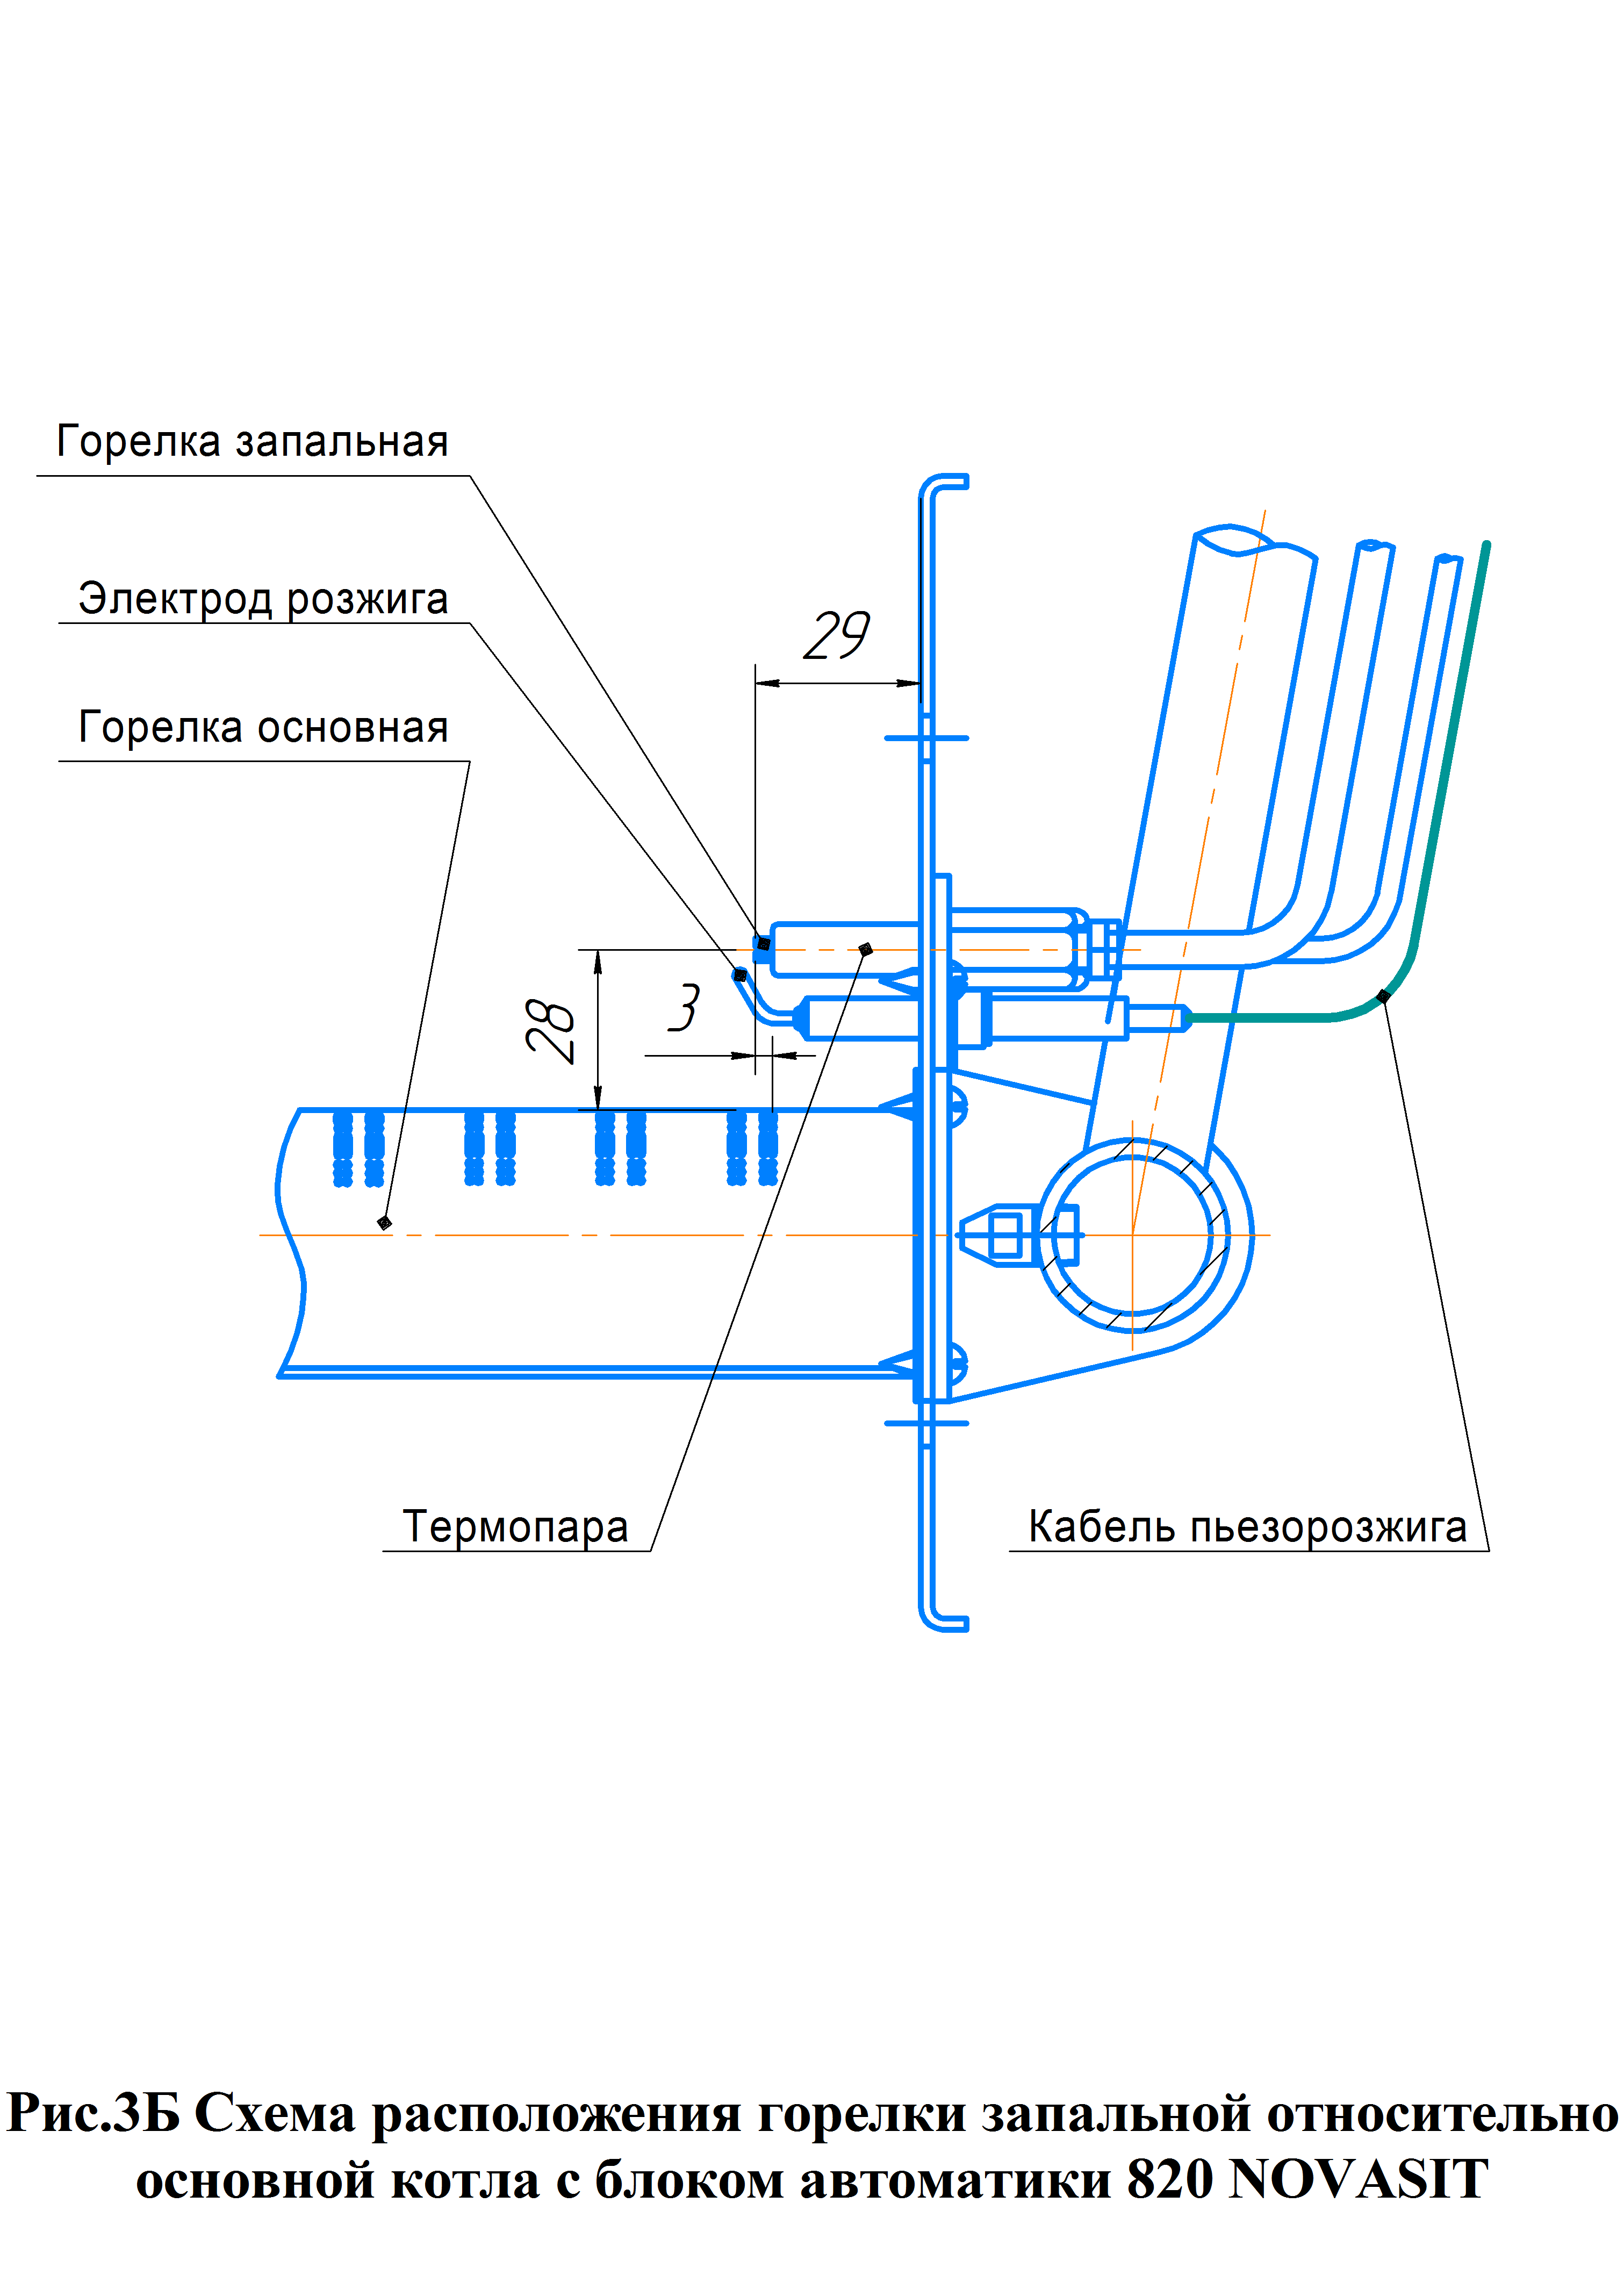 Горелка запальная
Электрод розжига
29
Горелка основная
3
28
Термопара
Кабель пьезорозжига
Рис.3Б Схема расположения горелки запальной относительно
основной котла с блоком автоматики 820 NOVASIT